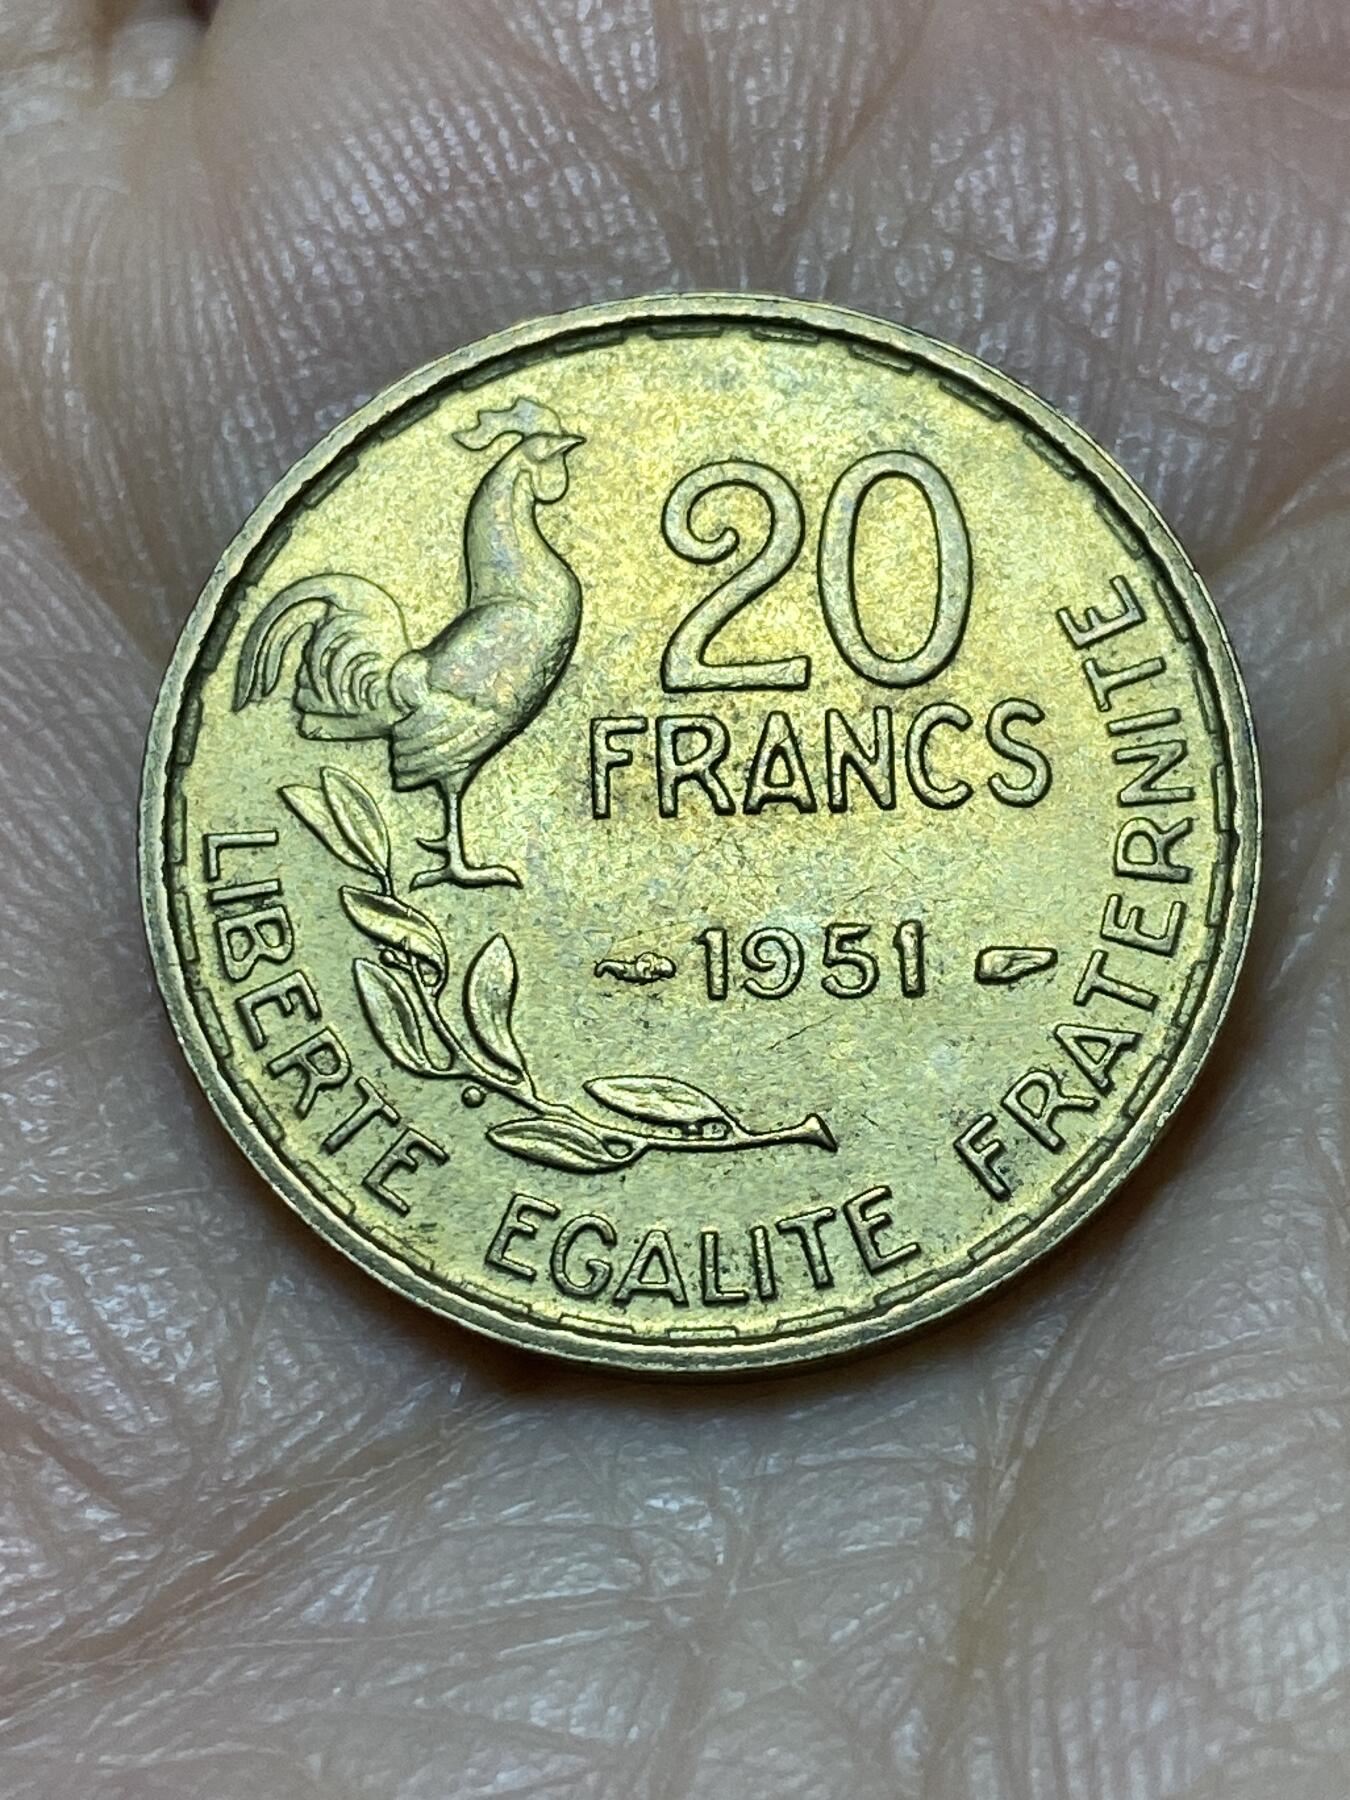 20
FRANCS
1951
LIBERTE EGALITE FRATERNITE